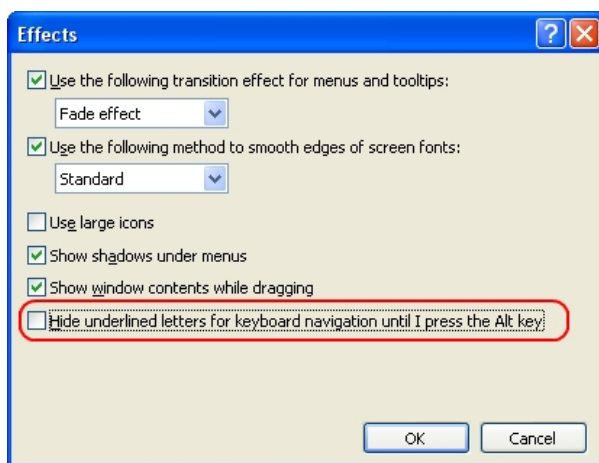 Effects
Use the following transition effect for menus and tooltips:
Fade effect
Use the following method to smooth edges of screen fonts:
Standard
Use large icons
Show shadows under menus
Show window contents while dragging
Hide underlined letters for keyboard navigation until I press the Alt key
OK Cancel